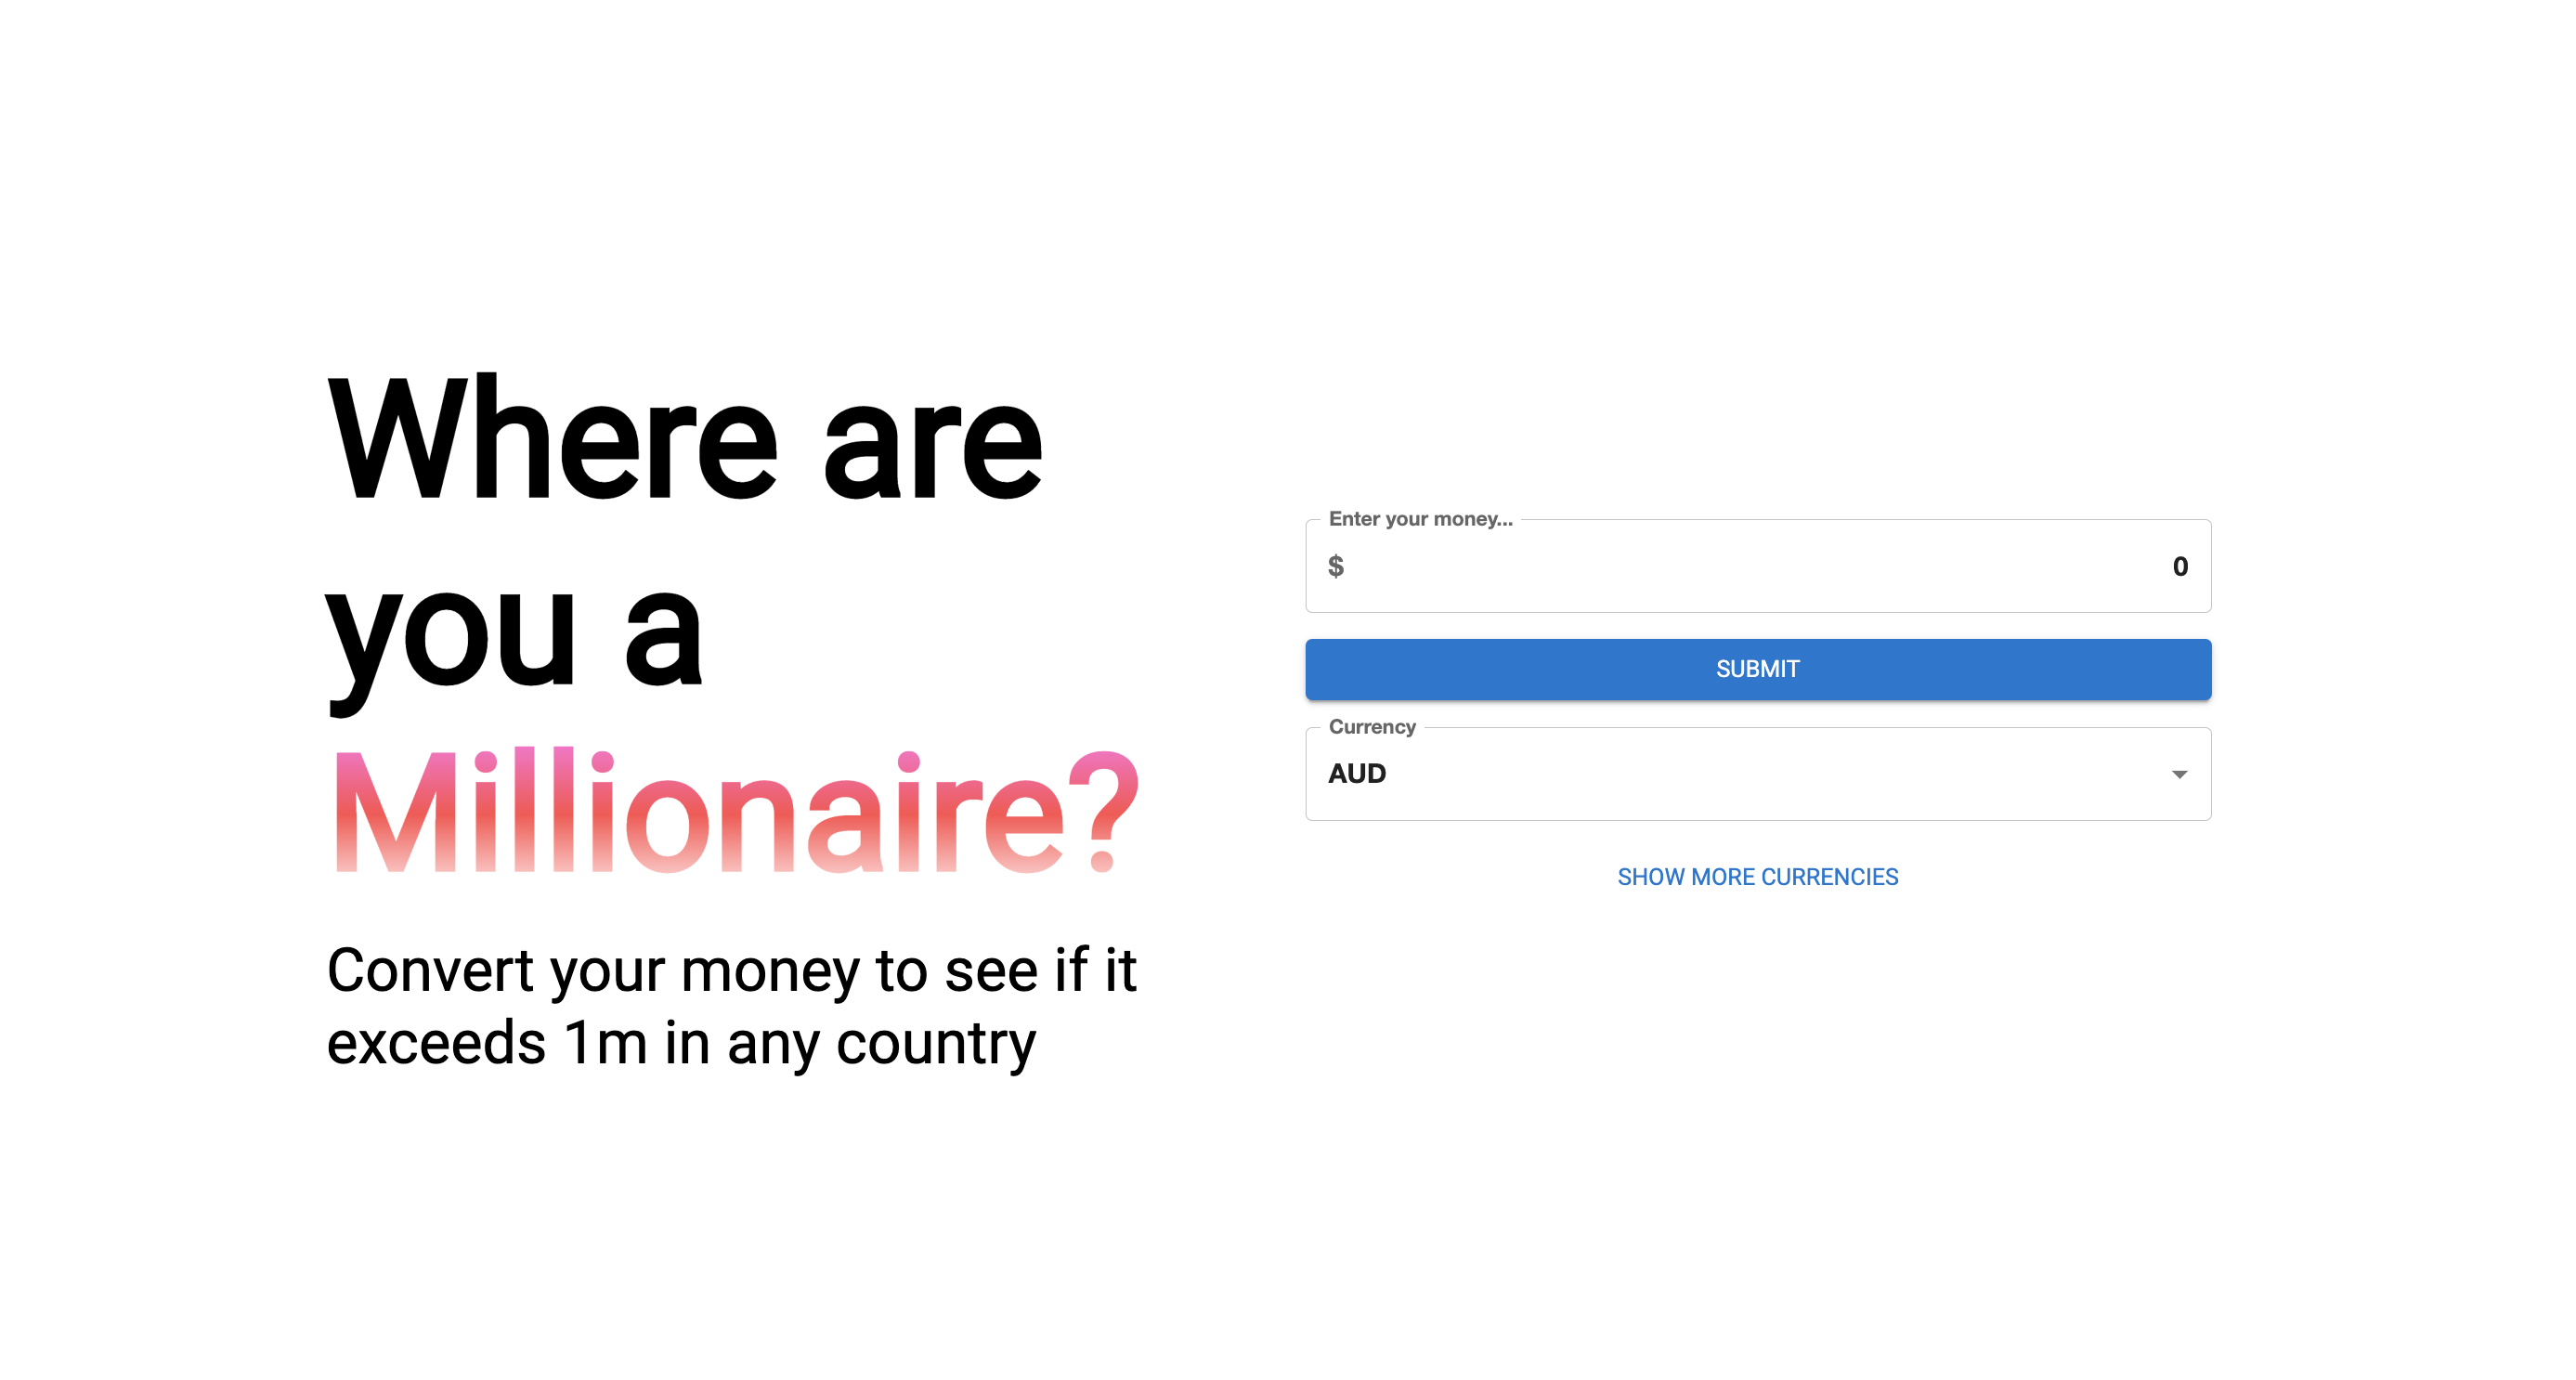 Where are
you a
Millionaire?
Convert your money to see if it
exceeds 1m in any country
Enter your money...
$ 0
SUBMIT
Currency
AUD
SHOW MORE CURRENCIES